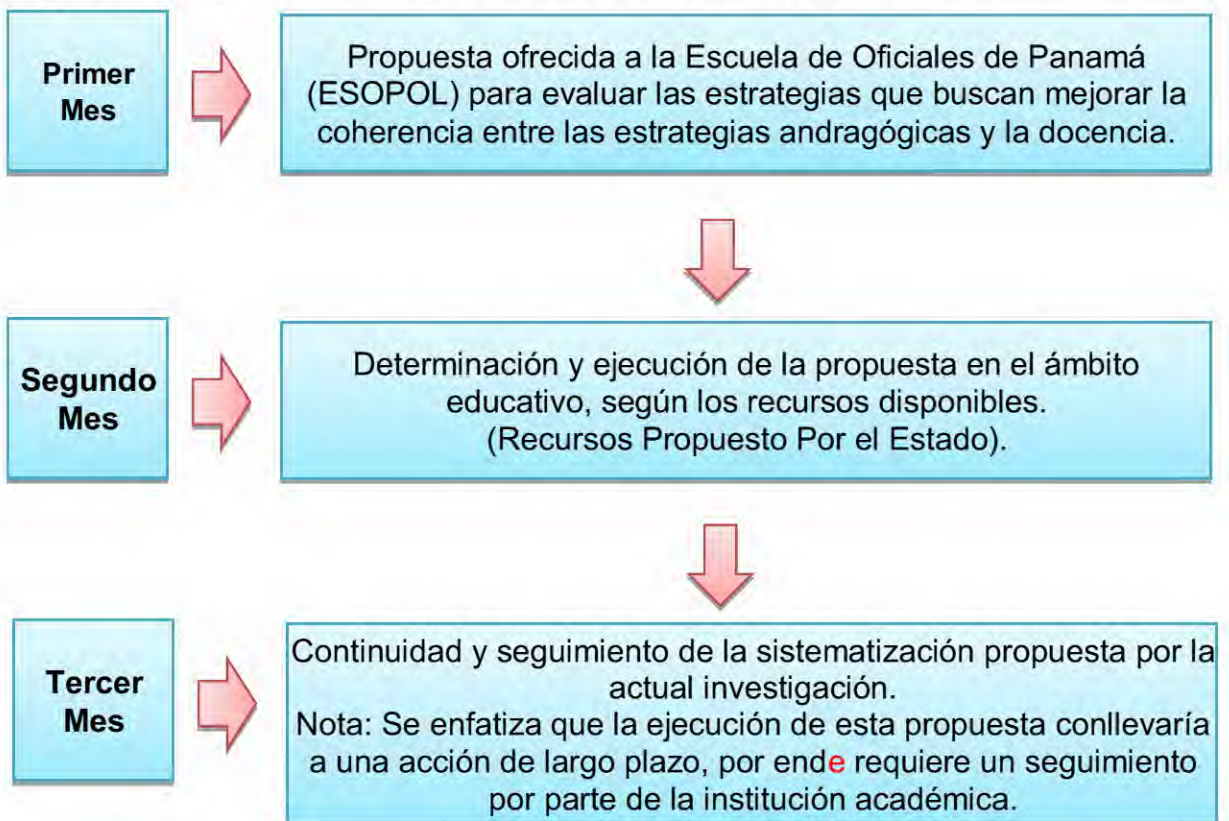 Primer
Mes
Propuesta ofrecida a la Escuela de Oficiales de Panamá
(ESOPOL) para evaluar las estrategias que buscan mejorar la
coherencia entre las estrategias andragógicas y la docencia.
Segundo
Mes
Determinación y ejecución de la propuesta en el ámbito
educativo, según los recursos disponibles.
(Recursos Propuesto Por el Estado).
Tercer
Mes
Continuidad y seguimiento de la sistematización propuesta por la
actual investigación.
Nota: Se enfatiza que la ejecución de esta propuesta conllevaría
a una acción de largo plazo, por ende requiere un seguimiento
por parte de la institución académica.